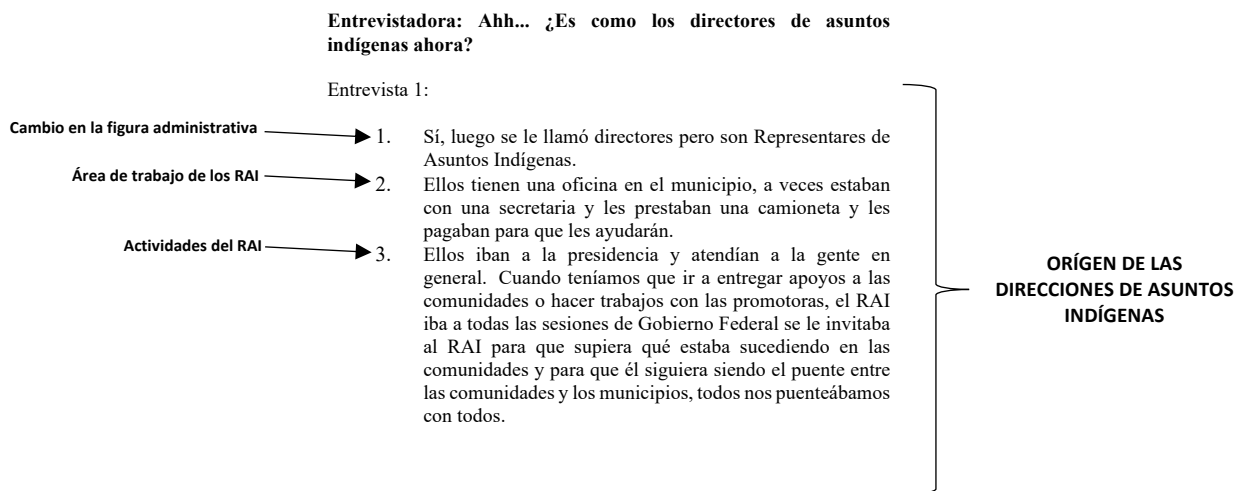 Entrevistadora: Ahh... ¿Es como los directores de asuntos
indígenas ahora?
Entrevista 1:
Cambio en la figura administrativa
1. Sí, luego se le llamó directores pero son Representares de
Asuntos Indígenas.
Área de trabajo de los RAI
2. Ellos tienen una oficina en el municipio, a veces estaban
con una secretaria y les prestaban una camioneta y les
pagaban para que les ayudarán.
Actividades del RAI
3. Ellos iban a la presidencia y atendían a la gente en
general. Cuando teníamos que ir a entregar apoyos a las
comunidades o hacer trabajos con las promotoras, el RAI
iba a todas las sesiones de Gobierno Federal se le invitaba
al RAI para que supiera qué estaba sucediendo en las
comunidades y para que él siguiera siendo el puente entre
las comunidades y los municipios, todos nos puenteábamos
con todos.
ORÍGEN DE LAS
DIRECCIONES DE ASUNTOS
INDÍGENAS